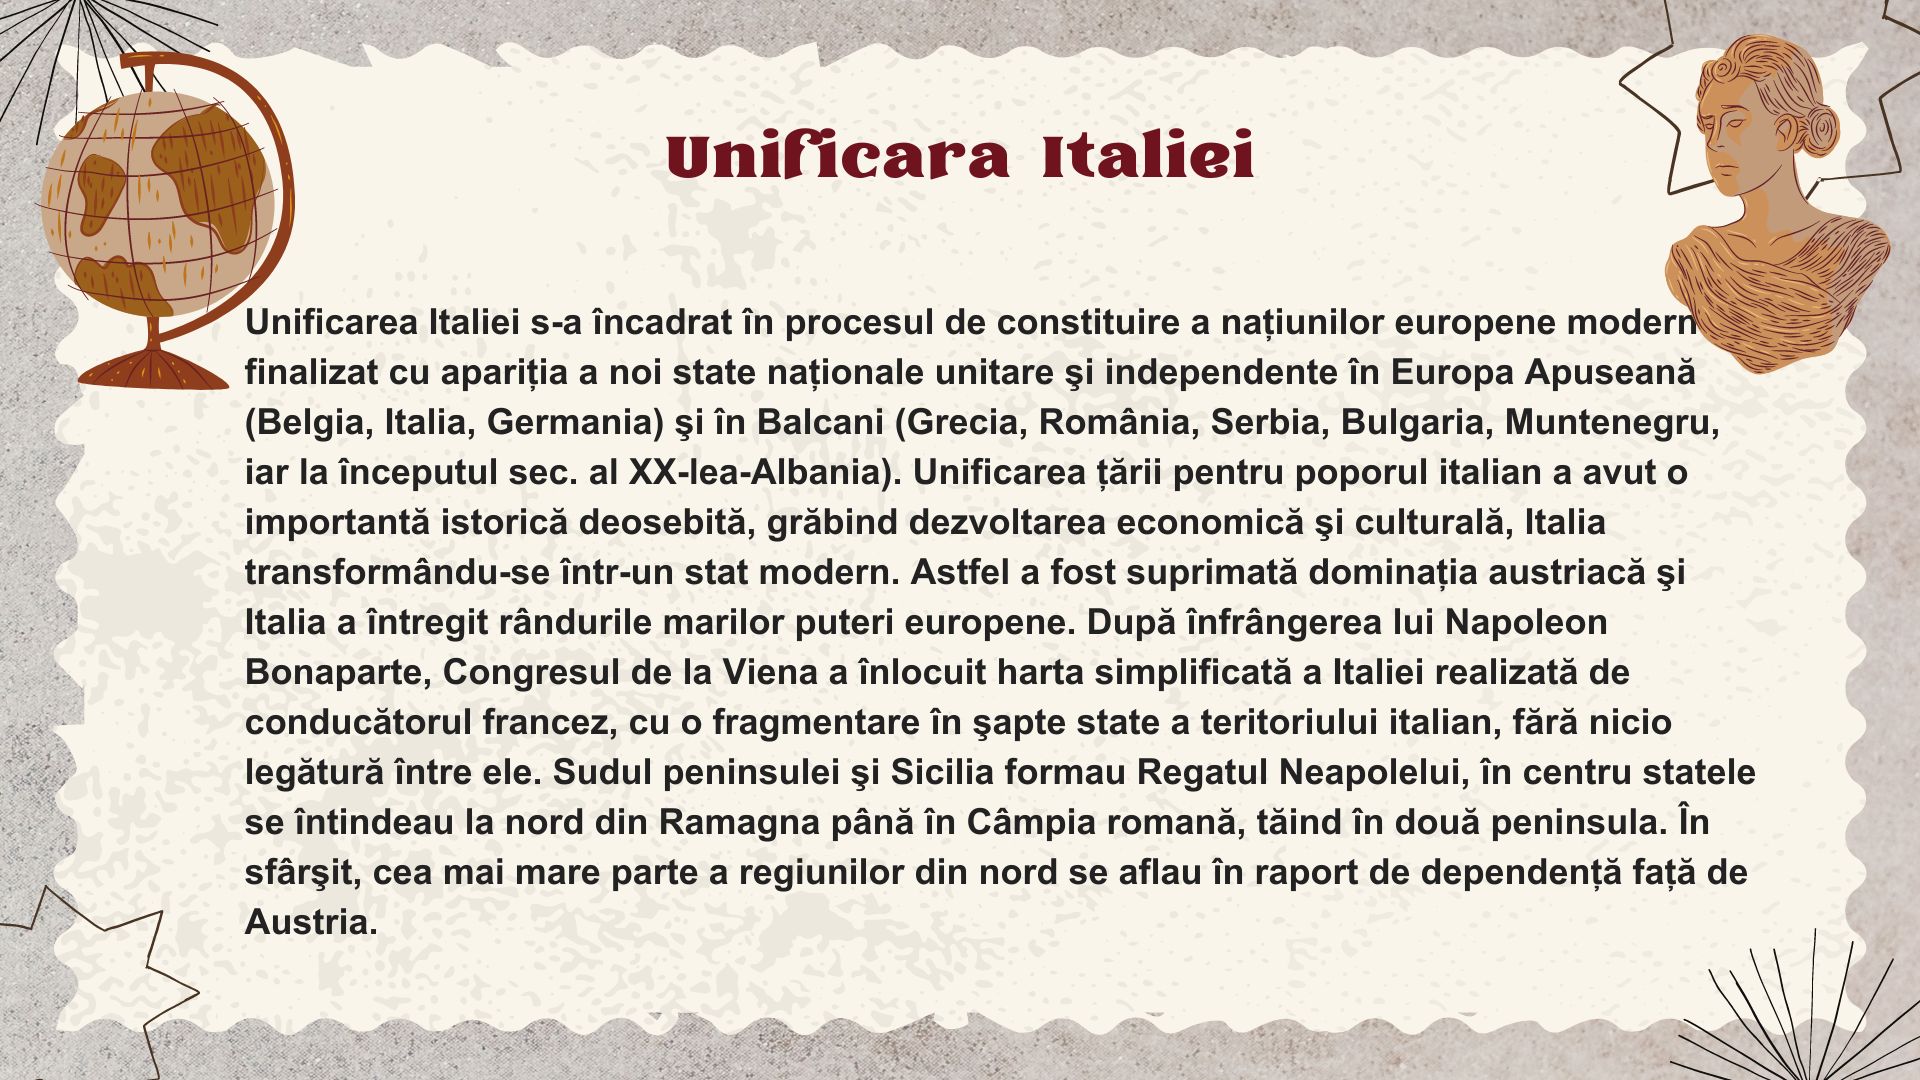 Unificara Italiei
Unificarea Italiei s-a încadrat în procesul de constituire a națiunilor europene modern
finalizat cu apariția a noi state naționale unitare şi independente în Europa Apuseană
(Belgia, Italia, Germania) şi în Balcani (Grecia, România, Serbia, Bulgaria, Muntenegru,
iar la începutul sec. al XX-lea-Albania). Unificarea țării pentru poporul italian a avut o
importantă istorică deosebită, grăbind dezvoltarea economică şi culturală, Italia
transformându-se într-un stat modern. Astfel a fost suprimată dominația austriacă şi
Italia a întregit rândurile marilor puteri europene. După înfrângerea lui Napoleon
Bonaparte, Congresul de la Viena a înlocuit harta simplificată a Italiei realizată de
conducătorul francez, cu o fragmentare în şapte state a teritoriului italian, fără nicio
legătură între ele. Sudul peninsulei şi Sicilia formau Regatul Neapolelui, în centru statele
se întindeau la nord din Ramagna până în Câmpia romană, tăind în două peninsula. În
sfârşit, cea mai mare parte a regiunilor din nord se aflau în raport de dependență față de
Austria.